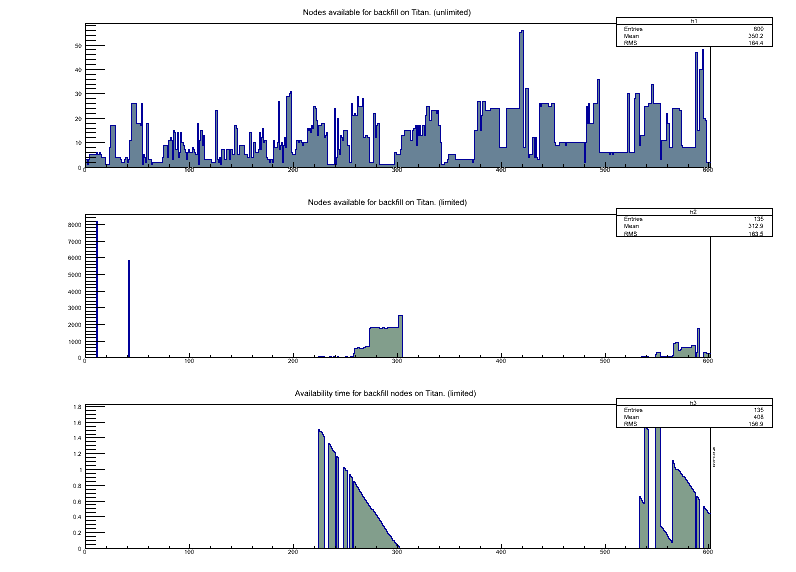 Nodes available for backfill on Titan. (unlimited)
h1
Entries 600
Mean 350.2
RMS 164.4
50
40
30
20
10
0
0 100 200 300 400 500 600
Nodes available for backfill on Titan. (limited)
h2
Entries 135
Mean 312.9
RMS 163.5
8000
7000
6000
5000
4000
3000
2000
1000
0
0 100 200 300 400 500 600
Availability time for backfill nodes on Titan. (limited)
Entries 135
Mean 408
RMS 156.9
1.8
1.6
1.4
1.2
1
0.8
0.6
0.4
0.2
0
0 100 200 300 400 500 600